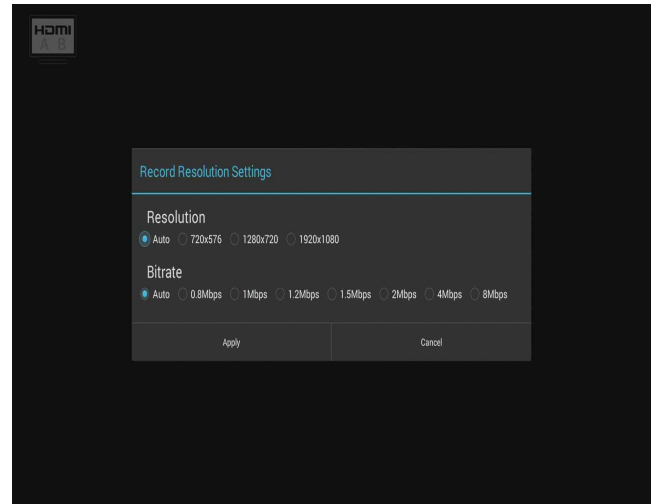 HDMI
A B
Record Resolution Settings
Resolution
Auto 720x576 1280x720 1920x1080
Bitrate
Auto 0.8Mbps 1Mbps 1.2Mbps 1.5Mbps 2Mbps 4Mbps 8Mbps
Apply Cancel